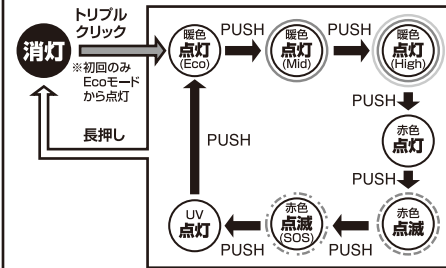 トリプル
クリック
消灯
※初回のみ
Ecoモード
から点灯
長押し
暖色
点灯
(Eco)
PUSH
暖色
点灯
(Mid)
PUSH
暖色
点灯
(High)
PUSH
赤色
点灯
PUSH
赤色
点滅
PUSH
赤色
点滅
(SOS)
PUSH
UV
点灯
PUSH